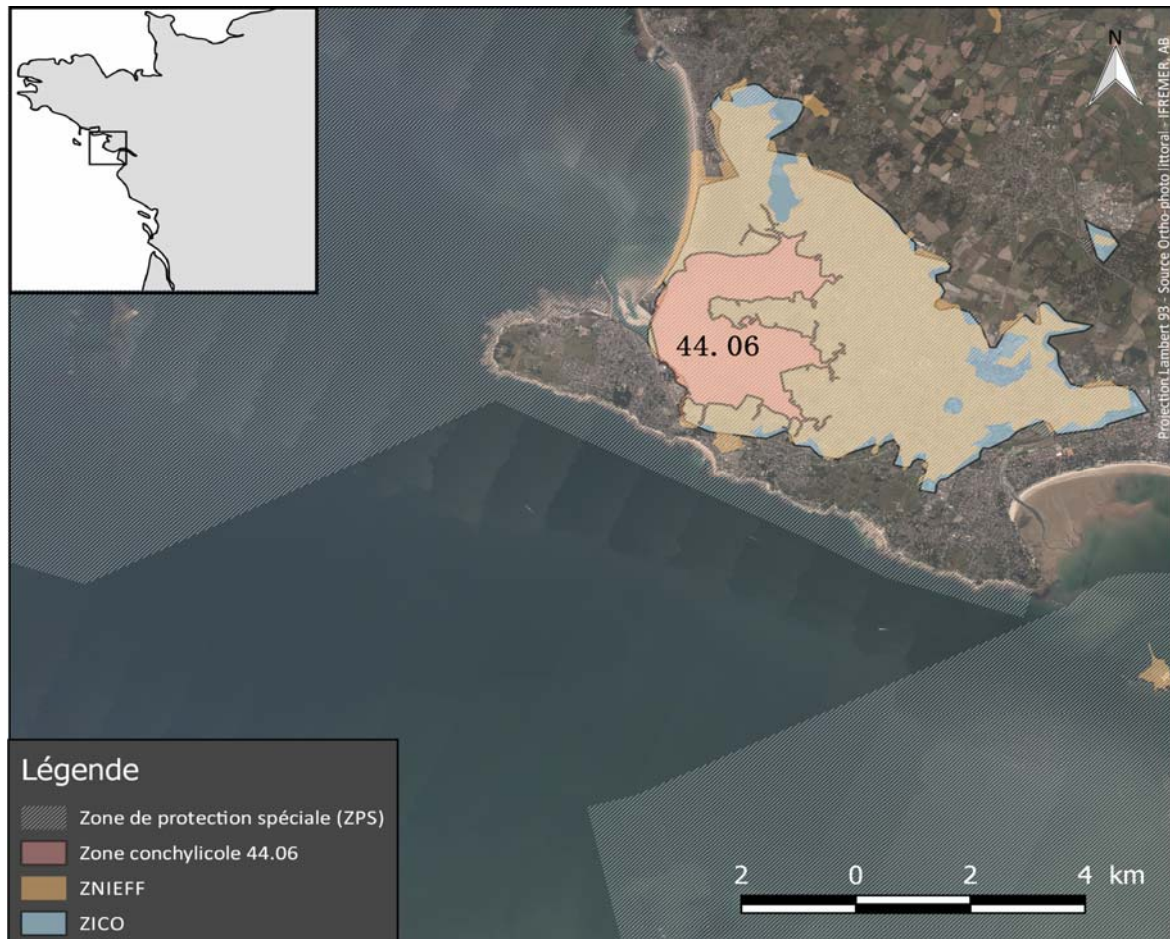 N
Projection Lambert 93 - Source Ortho photo littoral - IFREMER, AB
44. 06
Légende
Zone de protection spéciale (ZPS)
Zone conchylicole 44.06
ZNIEFF
ZICO
2 0 2 4 km